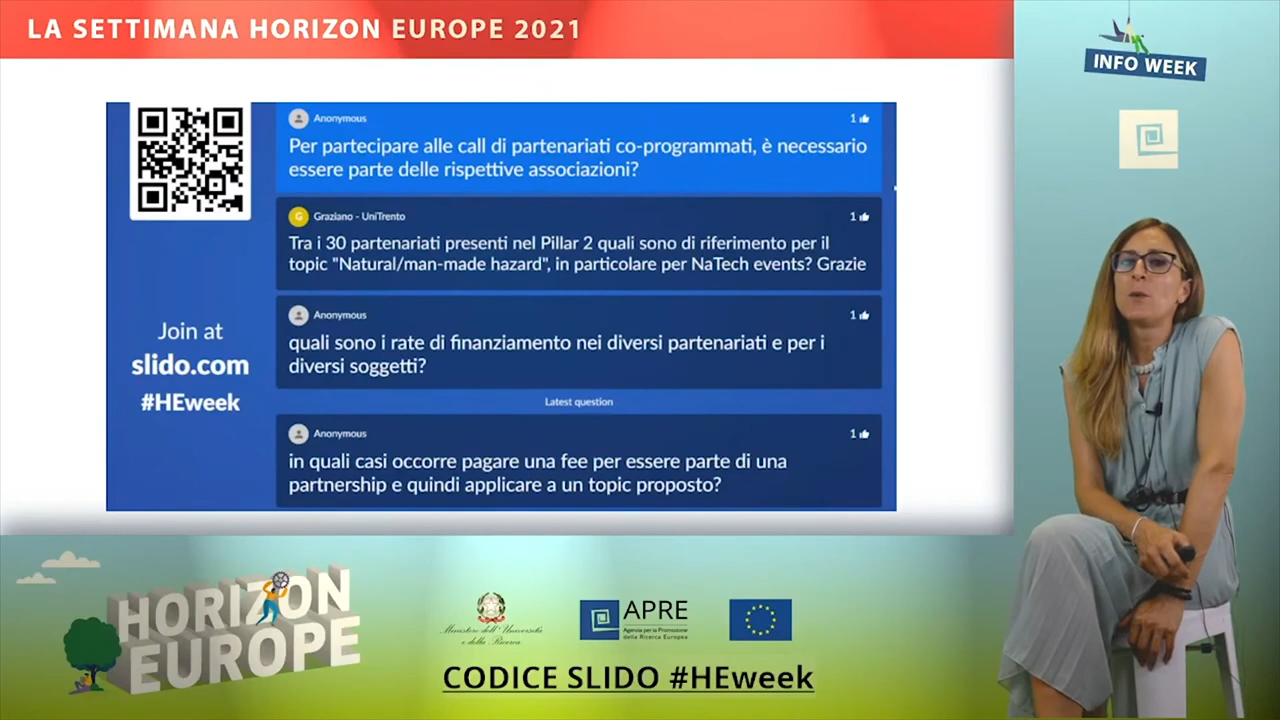 LA SETTIMANA HORIZON EUROPE 2021
INFO WEEK
Anonymous
1
Per partecipare alle call di partenariati co-programmati, è necessario
essere parte delle rispettive associazioni?
G
Graziano - UniTrento
1
Tra i 30 partenariati presenti nel Pillar 2 quali sono di riferimento per il
topic "Natural/man-made hazard", in particolare per NaTech events? Grazie
Anonymous
1
quali sono i rate di finanziamento nei diversi partenariati e per i
diversi soggetti?
Latest question
Anonymous
1
in quali casi occorre pagare una fee per essere parte di una
partnership e quindi applicare a un topic proposto?
Join at
slido.com
#HEweek
HORIZON
EUROPE
Ministero dell'Università
e della Ricerca
APRE
Agenzia per la Promozione
della Ricerca Europea
CODICE SLIDO #HEweek